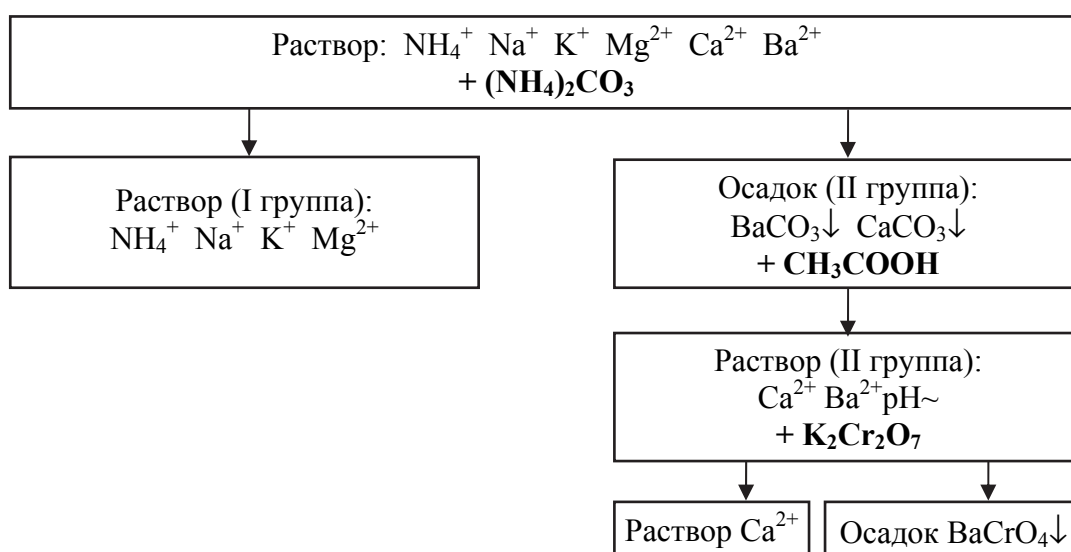 Раствор: NH₄⁺ Na⁺ K⁺ Mg²⁺ Ca²⁺ Ba²⁺
+ (NH₄)₂CO₃
Раствор (I группа):
NH₄⁺ Na⁺ K⁺ Mg²⁺
Осадок (II группа):
BaCO₃↓ CaCO₃↓
+ CH₃COOH
Раствор (II группа):
Ca²⁺ Ba²⁺pH~
+ K₂Cr₂O₇
Раствор Ca²⁺
Осадок BaCrO₄↓